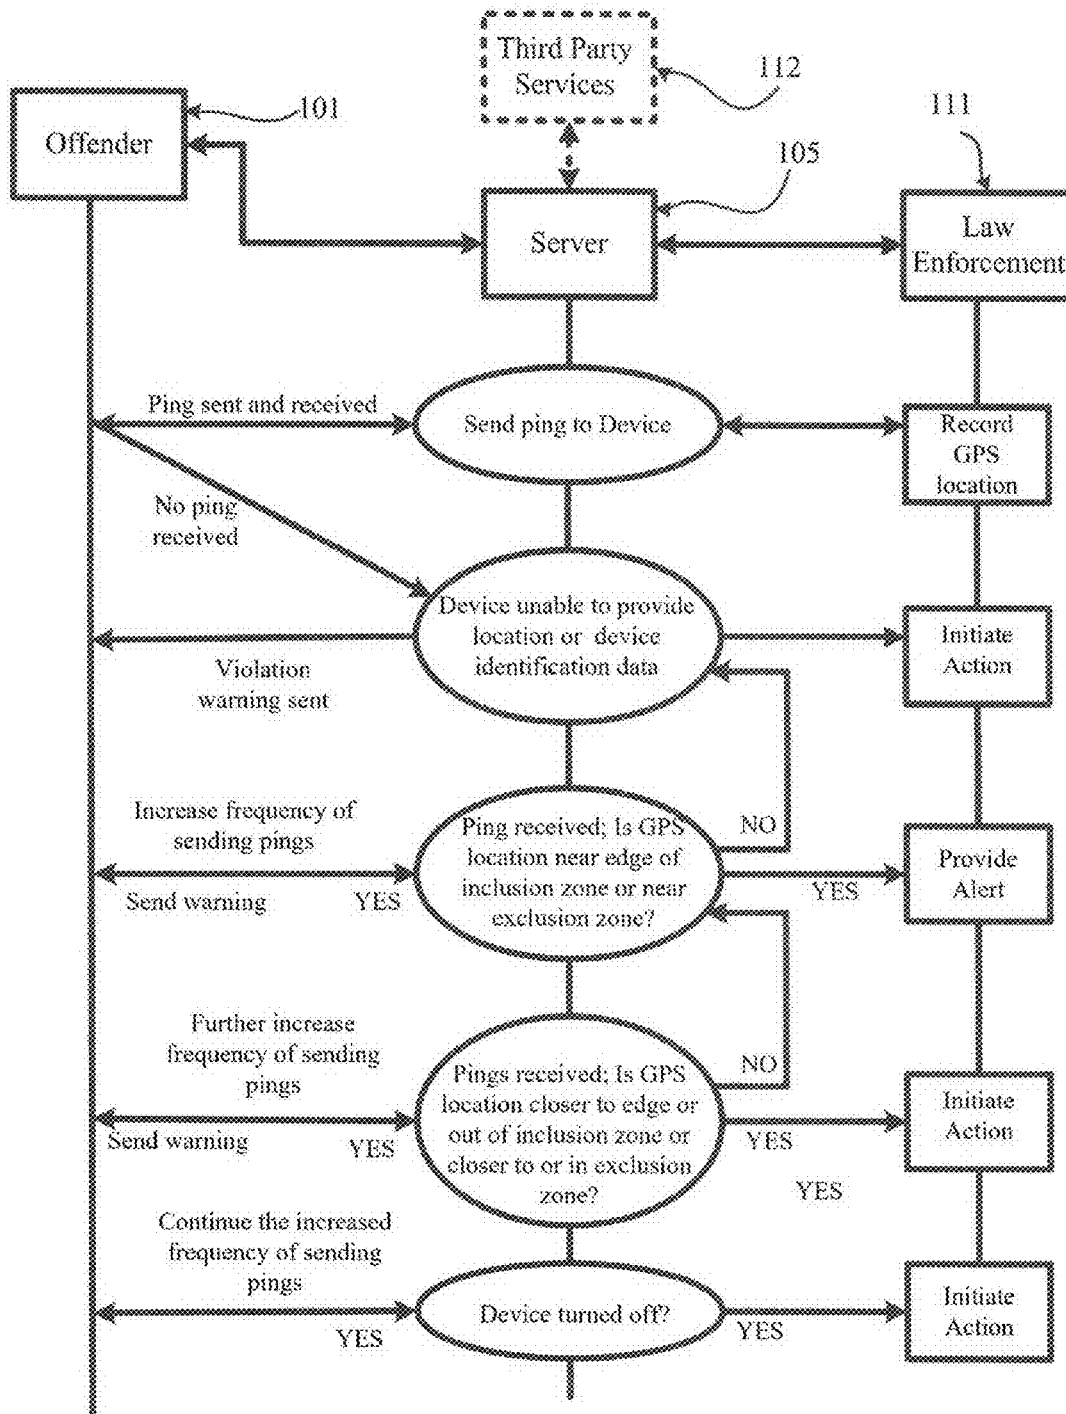 Third Party
Services
112
101
Offender
111
105
Server
Law
Enforcement
Ping sent and received
Send ping to Device
Record
GPS
location
No ping
received
Device unable to provide
location or device
identification data
Initiate
Action
Violation
warning sent
Increase frequency of
sending pings
Ping received; Is GPS
location near edge of
inclusion zone or near
exclusion zone?
NO
Provide
Alert
Send warning
YES
YES
Further increase
frequency of sending
pings
Pings received; Is GPS
location closer to edge or
out of inclusion zone or
closer to or in exclusion
zone?
NO
Initiate
Action
Send warning
YES
YES
YES
Continue the increased
frequency of sending
pings
Device turned off?
Initiate
Action
YES
YES